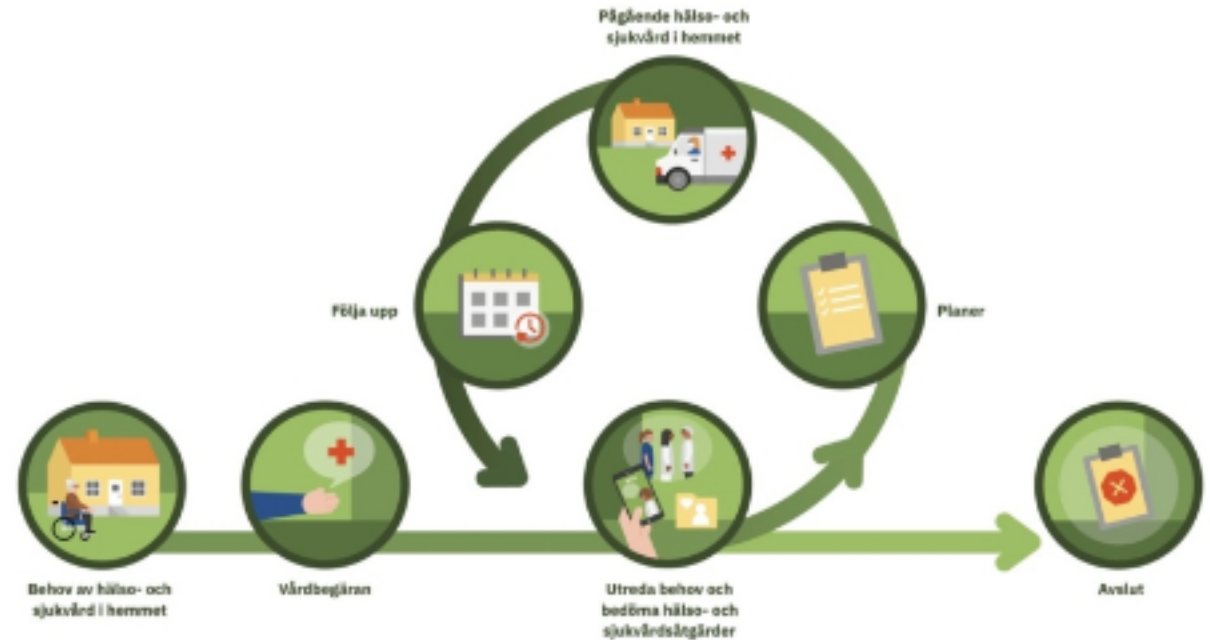 Pågående hälso- och
sjukvård i hemmet
Följa upp
Planer
Behov av hälso- och
sjukvård i hemmet
Vårdbegäran
Utreda behov och
bedöma hälso- och
sjukvårdsåtgärder
Avslut